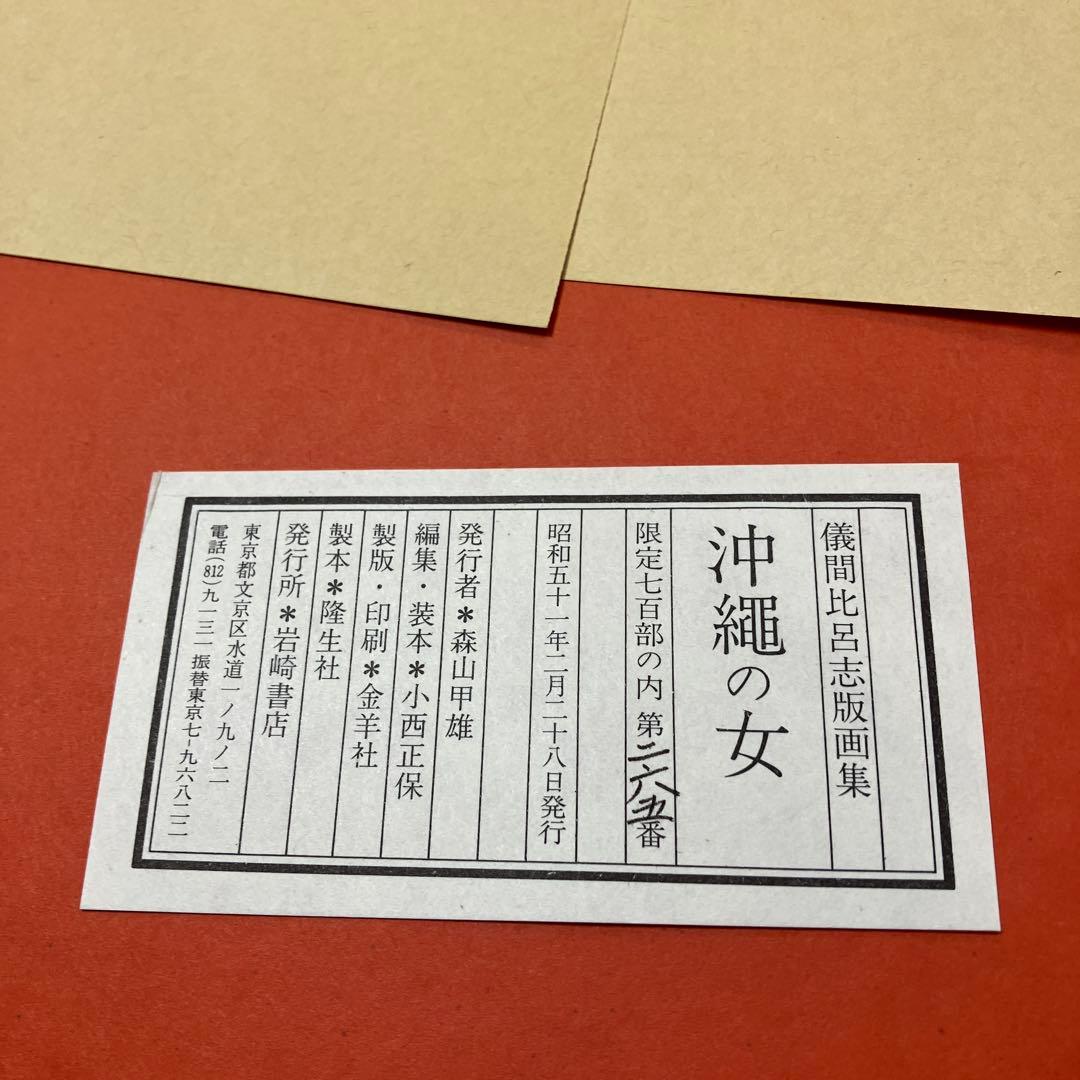 儀間比呂志版画集
沖繩の女
限定七百部の内 第二六五番
昭和五十一年二月二十八日発行
発行者＊森山甲雄
編集・装本＊小西正保
製版・印刷＊金羊社
製本＊隆生社
発行所＊岩崎書店
東京都文京区水道一ノ九ノ二
電話(812)九一三一 振替東京七-九六八二二